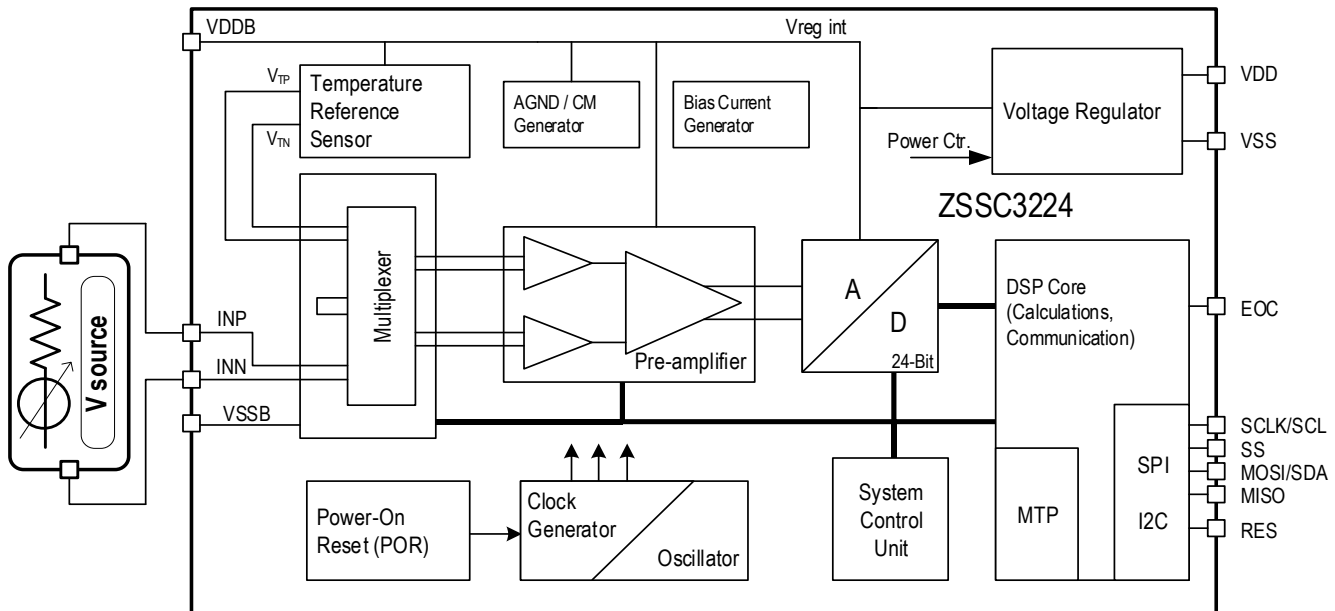 VDDB
Vreg int
VTP
Temperature
Reference
Sensor
VTN
AGND / CM
Generator
Bias Current
Generator
Voltage Regulator
Power Ctr.
VDD
VSS
ZSSC3224
V source
INP
INN
VSSB
Multiplexer
Pre-amplifier
A
D
24-Bit
DSP Core
(Calculations,
Communication)
EOC
MTP
SPI
I2C
SCLK/SCL
SS
MOSI/SDA
MISO
RES
Power-On
Reset (POR)
Clock
Generator
Oscillator
System
Control
Unit